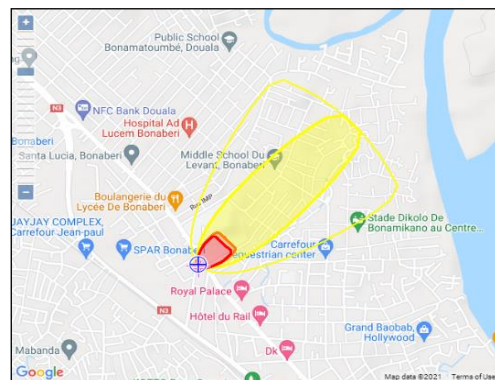 Public School
Bonamatoumbé, Douala
N3
NFC Bank Douala
Hospital Ad
Lucem Bonaberi
Bonaberi
Santa Lucia, Bonaberi
Middle School Du
Levant, Bonaberi
Boulangerie du
Lycée De Bonaberi
JAYJAY COMPLEX,
Carrefour Jean-paul
SPAR Bonaberi
Stade Dikolo De
Bonamikano au Centre...
Carrefour
equestrian center
Royal Palace
Hôtel du Rail
N3
Grand Baobab,
Hollywood
Mabanda
Dk
Google
Map data ©2021
Terms of Use